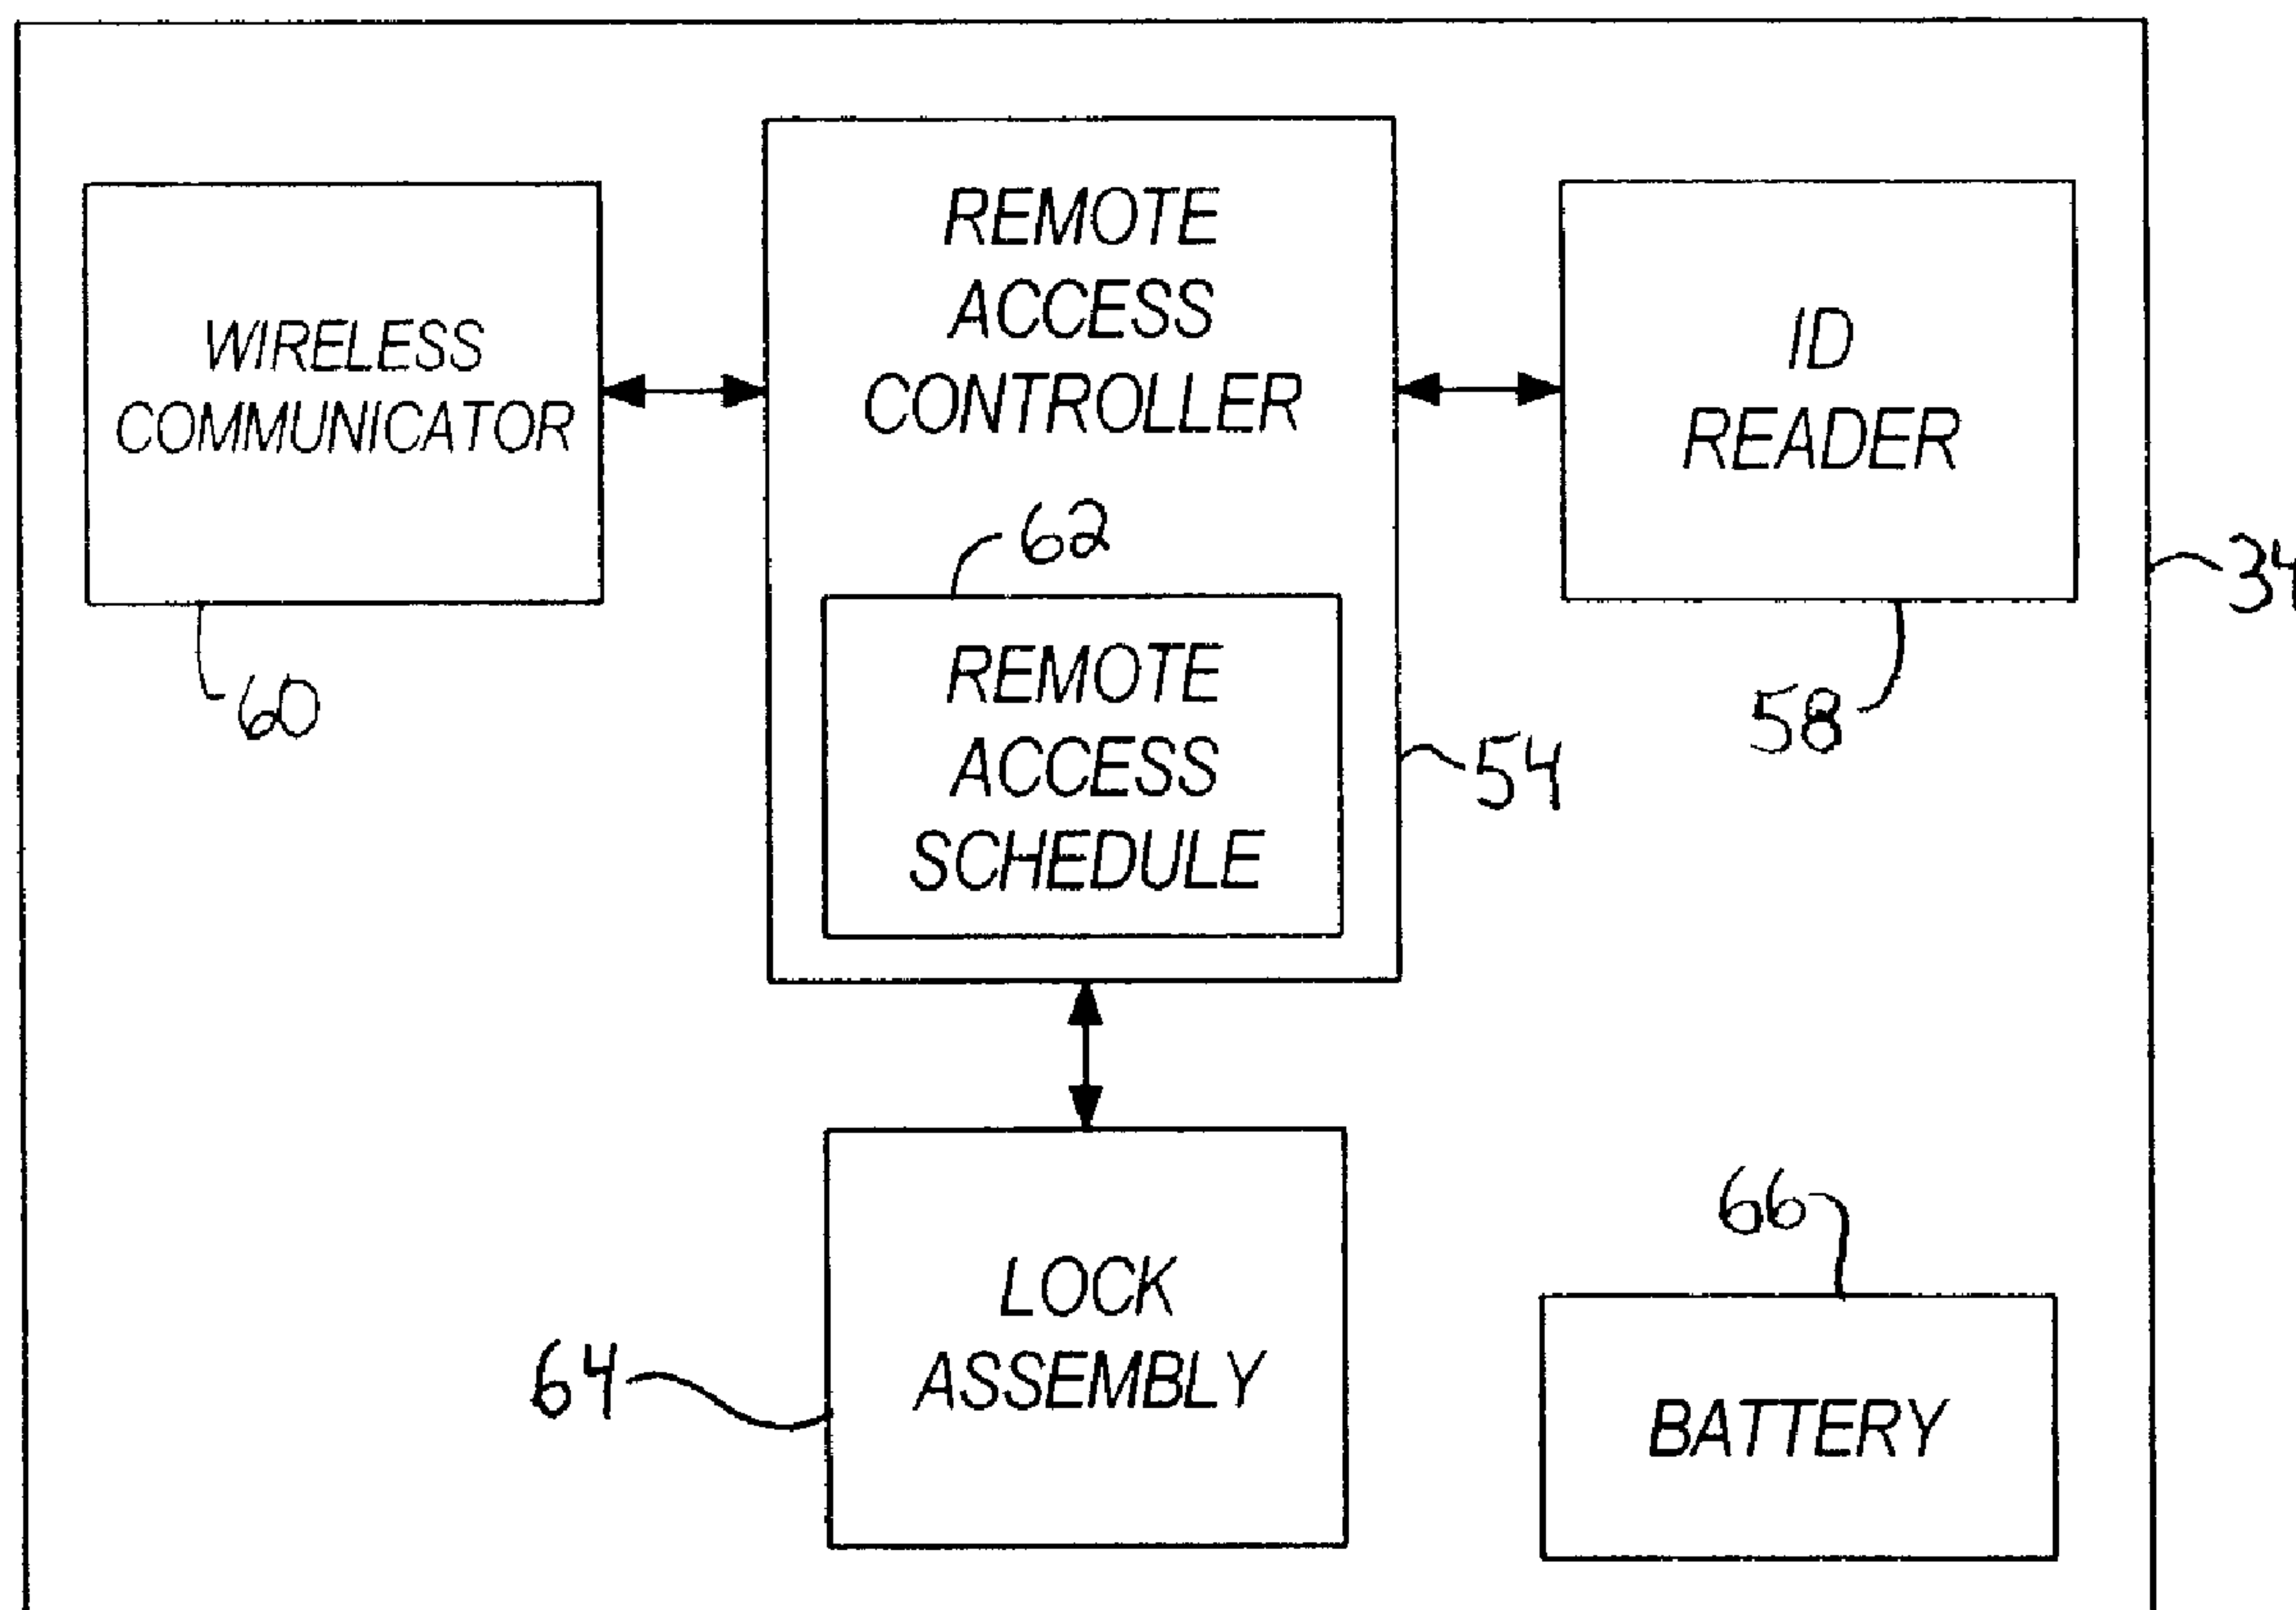 WIRELESS
COMMUNICATOR
60
REMOTE
ACCESS
CONTROLLER
62
REMOTE
ACCESS
SCHEDULE
54
ID
READER
58
34
LOCK
ASSEMBLY
64
66
BATTERY